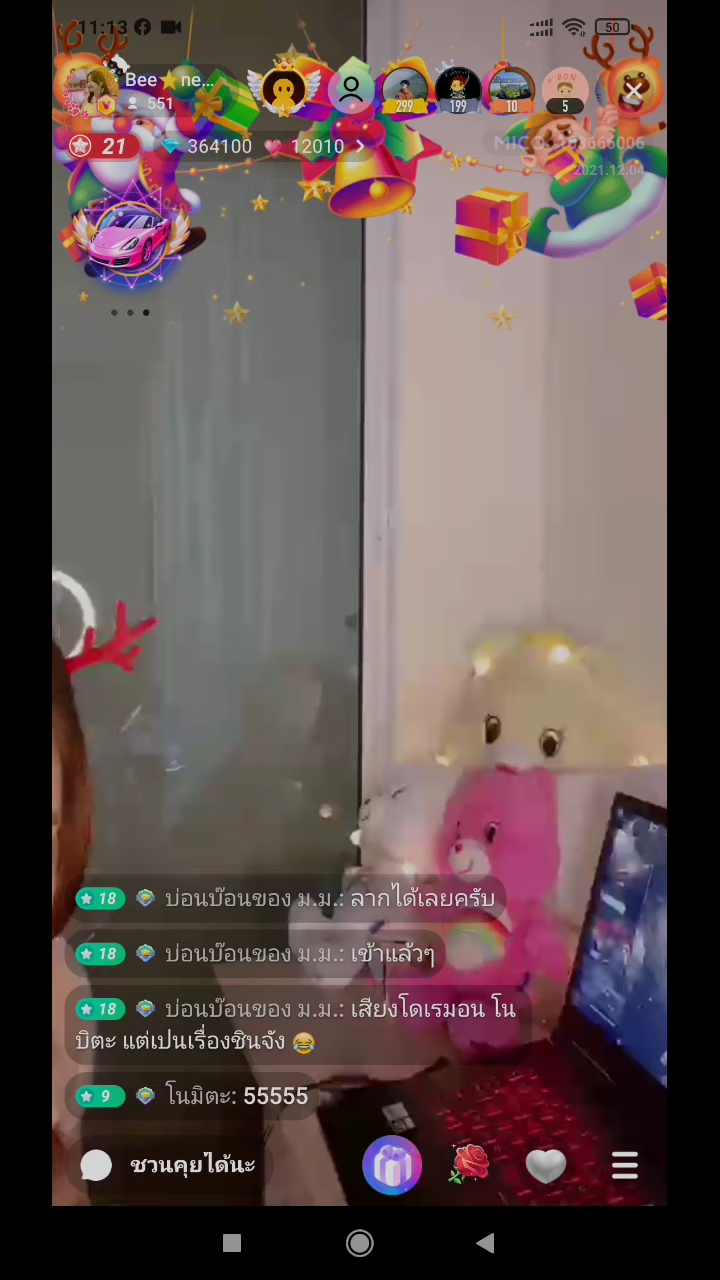 11:13
50
Bee⭐ne...
551
299
199
10
5
21
364100
12010
2021.12.04
18 บ่อนบ๊อนของ ม.ม.: ลากได้เลยครับ
18 บ่อนบ๊อนของ ม.ม.: เข้าแล้วๆ
18 บ่อนบ๊อนของ ม.ม.: เสียงโดเรมอน โน
บิตะ แต่เปนเรื่องชินจัง 😂
9 โนมิตะ: 55555
ชวนคุยได้นะ